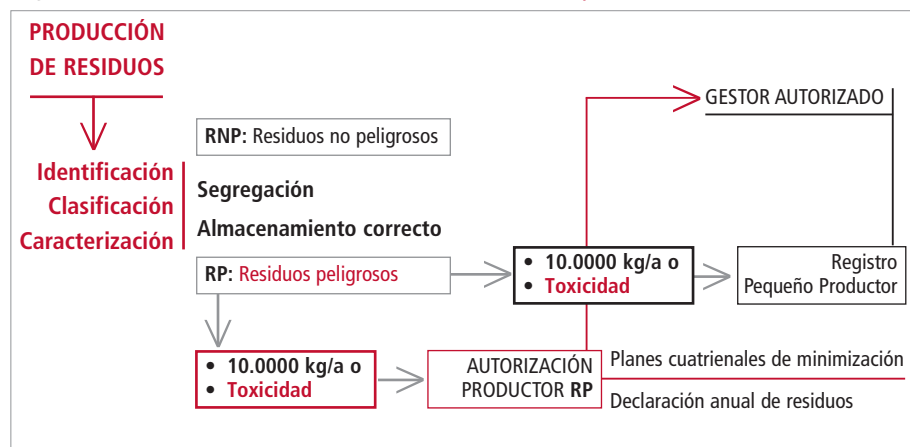 PRODUCCIÓN
DE RESIDUOS
GESTOR AUTORIZADO
RNP: Residuos no peligrosos
Identificación
Clasificación
Caracterización
Segregación
Almacenamiento correcto
RP: Residuos peligrosos
• 10.0000 kg/a o
• Toxicidad
Registro
Pequeño Productor
• 10.0000 kg/a o
• Toxicidad
AUTORIZACIÓN
PRODUCTOR RP
Planes cuatrienales de minimización
Declaración anual de residuos